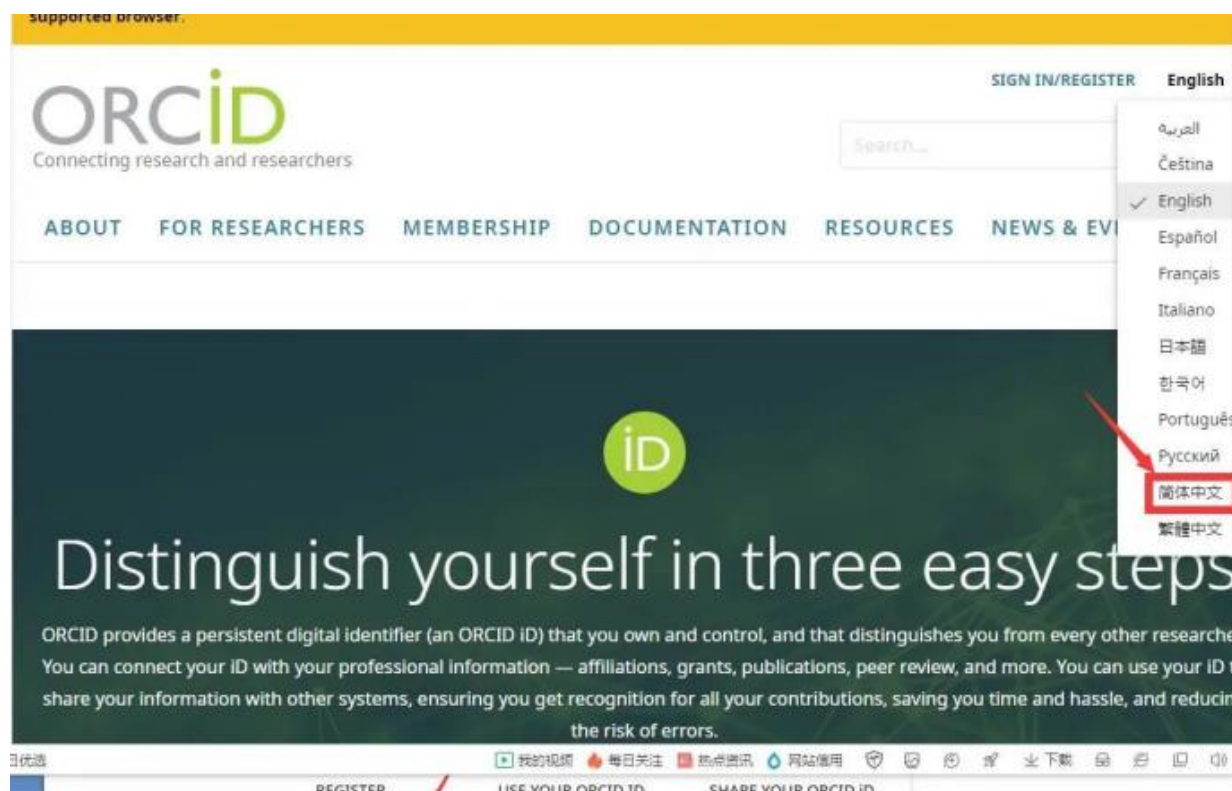 supported browser.
SIGN IN/REGISTER English
ORCID
Connecting research and researchers
Search...
العربية
Čeština
English
Español
Français
Italiano
日本語
한국어
Português
Русский
简体中文
繁體中文
ABOUT FOR RESEARCHERS MEMBERSHIP DOCUMENTATION RESOURCES NEWS & EV
iD
Distinguish yourself in three easy steps
ORCID provides a persistent digital identifier (an ORCID iD) that you own and control, and that distinguishes you from every other researche
You can connect your iD with your professional information — affiliations, grants, publications, peer review, and more. You can use your iD t
share your information with other systems, ensuring you get recognition for all your contributions, saving you time and hassle, and reducin
the risk of errors.
日优选 我的视频 每日关注 热点资讯 网站信用 下载
REGISTER USE YOUR ORCID ID SHARE YOUR ORCID iD